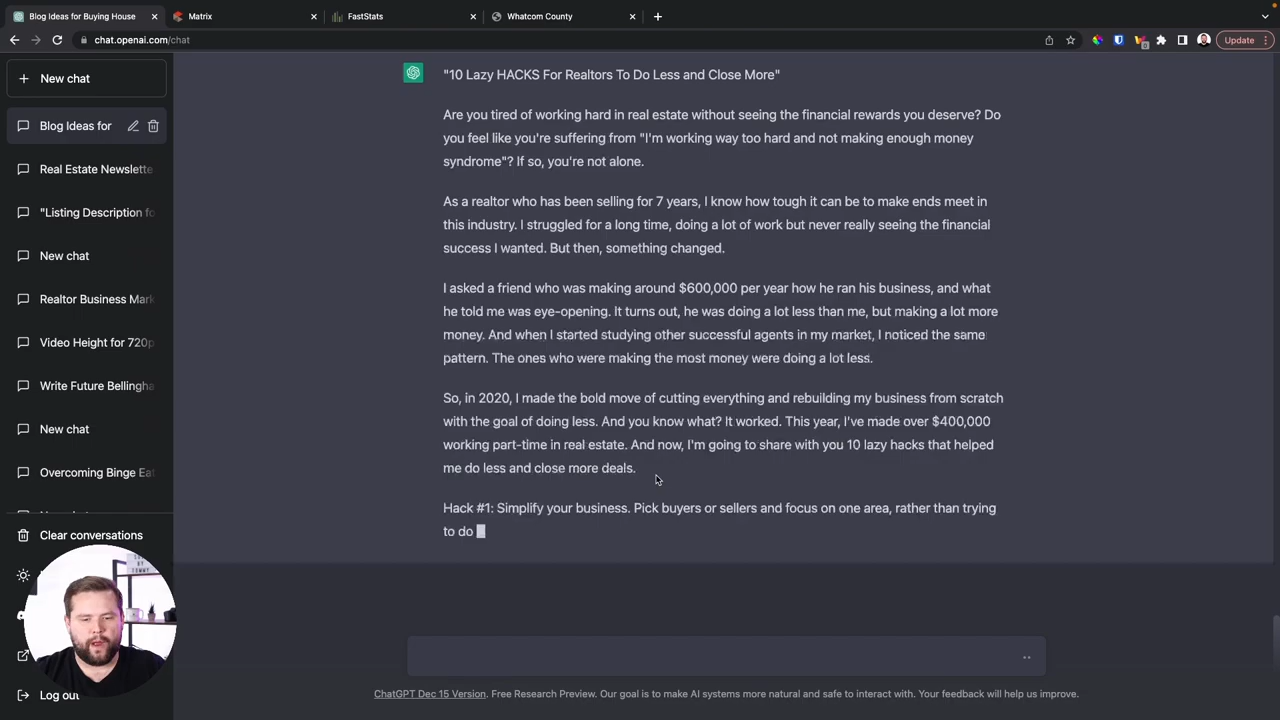 Blog Ideas for Buying House
Matrix
FastStats
Whatcom County
chat.openai.com/chat
Update
New chat
Blog Ideas for
Real Estate Newslette
"Listing Description fo
New chat
Realtor Business Mark
Video Height for 720p
Write Future Bellingha
New chat
Overcoming Binge Eat
Clear conversations
Log out
"10 Lazy HACKS For Realtors To Do Less and Close More"
Are you tired of working hard in real estate without seeing the financial rewards you deserve? Do
you feel like you're suffering from "I'm working way too hard and not making enough money
syndrome"? If so, you're not alone.
As a realtor who has been selling for 7 years, I know how tough it can be to make ends meet in
this industry. I struggled for a long time, doing a lot of work but never really seeing the financial
success I wanted. But then, something changed.
I asked a friend who was making around $600,000 per year how he ran his business, and what
he told me was eye-opening. It turns out, he was doing a lot less than me, but making a lot more
money. And when I started studying other successful agents in my market, I noticed the same
pattern. The ones who were making the most money were doing a lot less.
So, in 2020, I made the bold move of cutting everything and rebuilding my business from scratch
with the goal of doing less. And you know what? It worked. This year, I've made over $400,000
working part-time in real estate. And now, I'm going to share with you 10 lazy hacks that helped
me do less and close more deals.
Hack #1: Simplify your business. Pick buyers or sellers and focus on one area, rather than trying
to do
ChatGPT Dec 15 Version. Free Research Preview. Our goal is to make AI systems more natural and safe to interact with. Your feedback will help us improve.